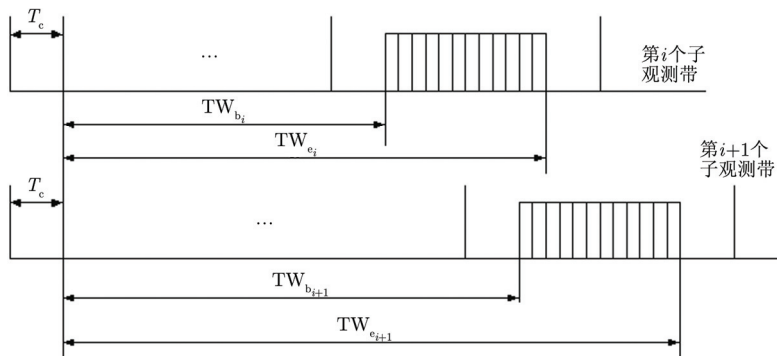 T_c
...
第i个子
观测带
TW_{b_i}
TW_{e_i}
第i+1个
子观测带
T_c
...
TW_{b_{i+1}}
TW_{e_{i+1}}